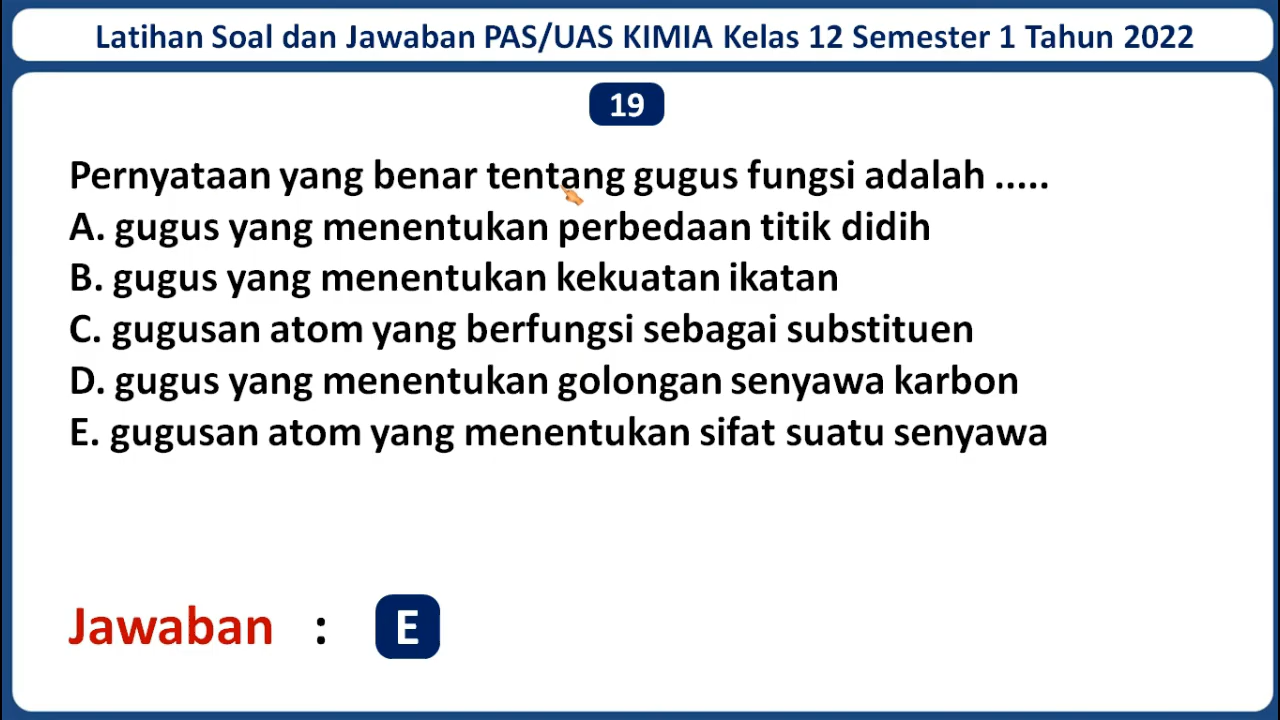 Latihan Soal dan Jawaban PAS/UAS KIMIA Kelas 12 Semester 1 Tahun 2022
19
Pernyataan yang benar tentang gugus fungsi adalah .....
A. gugus yang menentukan perbedaan titik didih
B. gugus yang menentukan kekuatan ikatan
C. gugusan atom yang berfungsi sebagai substituen
D. gugus yang menentukan golongan senyawa karbon
E. gugusan atom yang menentukan sifat suatu senyawa
Jawaban : E